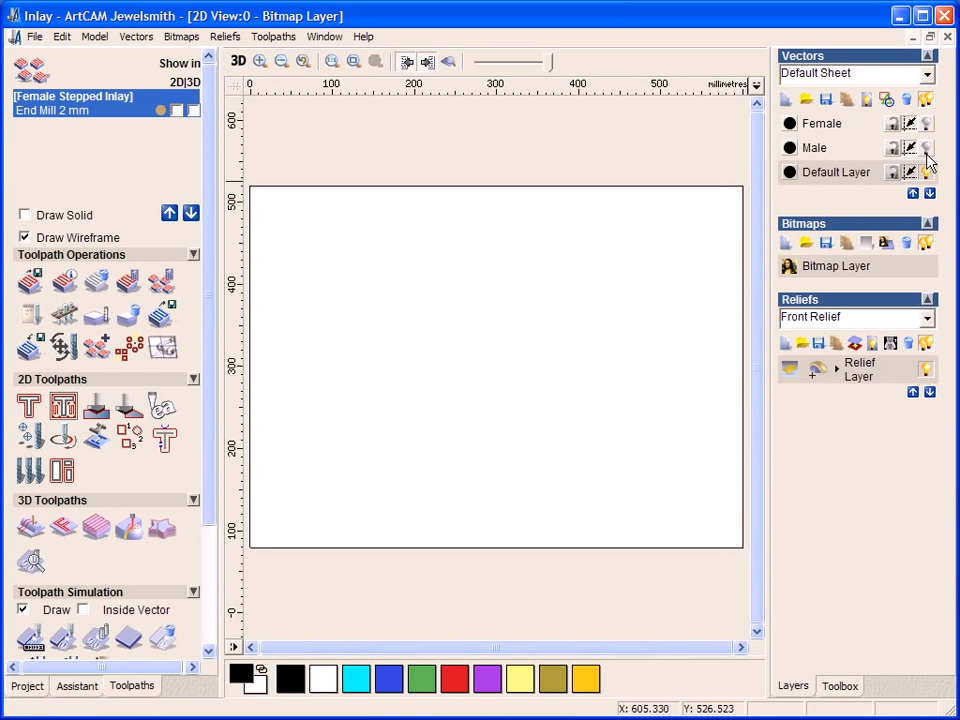 Inlay - ArtCAM Jewelsmith - [2D View:0 - Bitmap Layer]
File Edit Model Vectors Bitmaps Reliefs Toolpaths Window Help
Show in
2D|3D
[Female Stepped Inlay]
End Mill 2 mm
Draw Solid
Draw Wireframe
Toolpath Operations
2D Toolpaths
3D Toolpaths
Toolpath Simulation
Draw Inside Vector
Project Assistant Toolpaths
3D
0 100 200 300 400 500 millimetres
600
500
400
300
200
100
-0
Vectors
Default Sheet
Female
Male
Default Layer
Bitmaps
Bitmap Layer
Reliefs
Front Relief
Relief
Layer
Layers Toolbox
X: 605.330 Y: 526.523